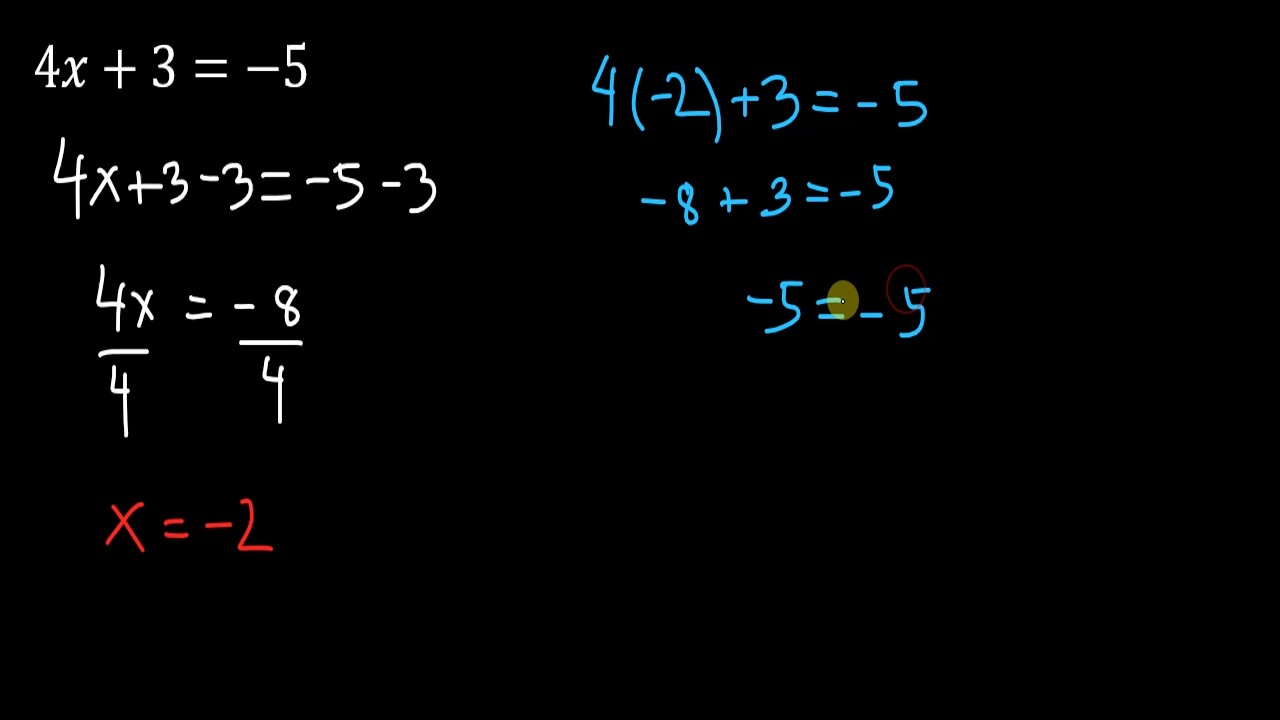 4x + 3 = −5
4x+3-3=-5-3
4x = -8
4 4
x = -2
4(-2)+3=-5
-8+3=-5
-5=-5